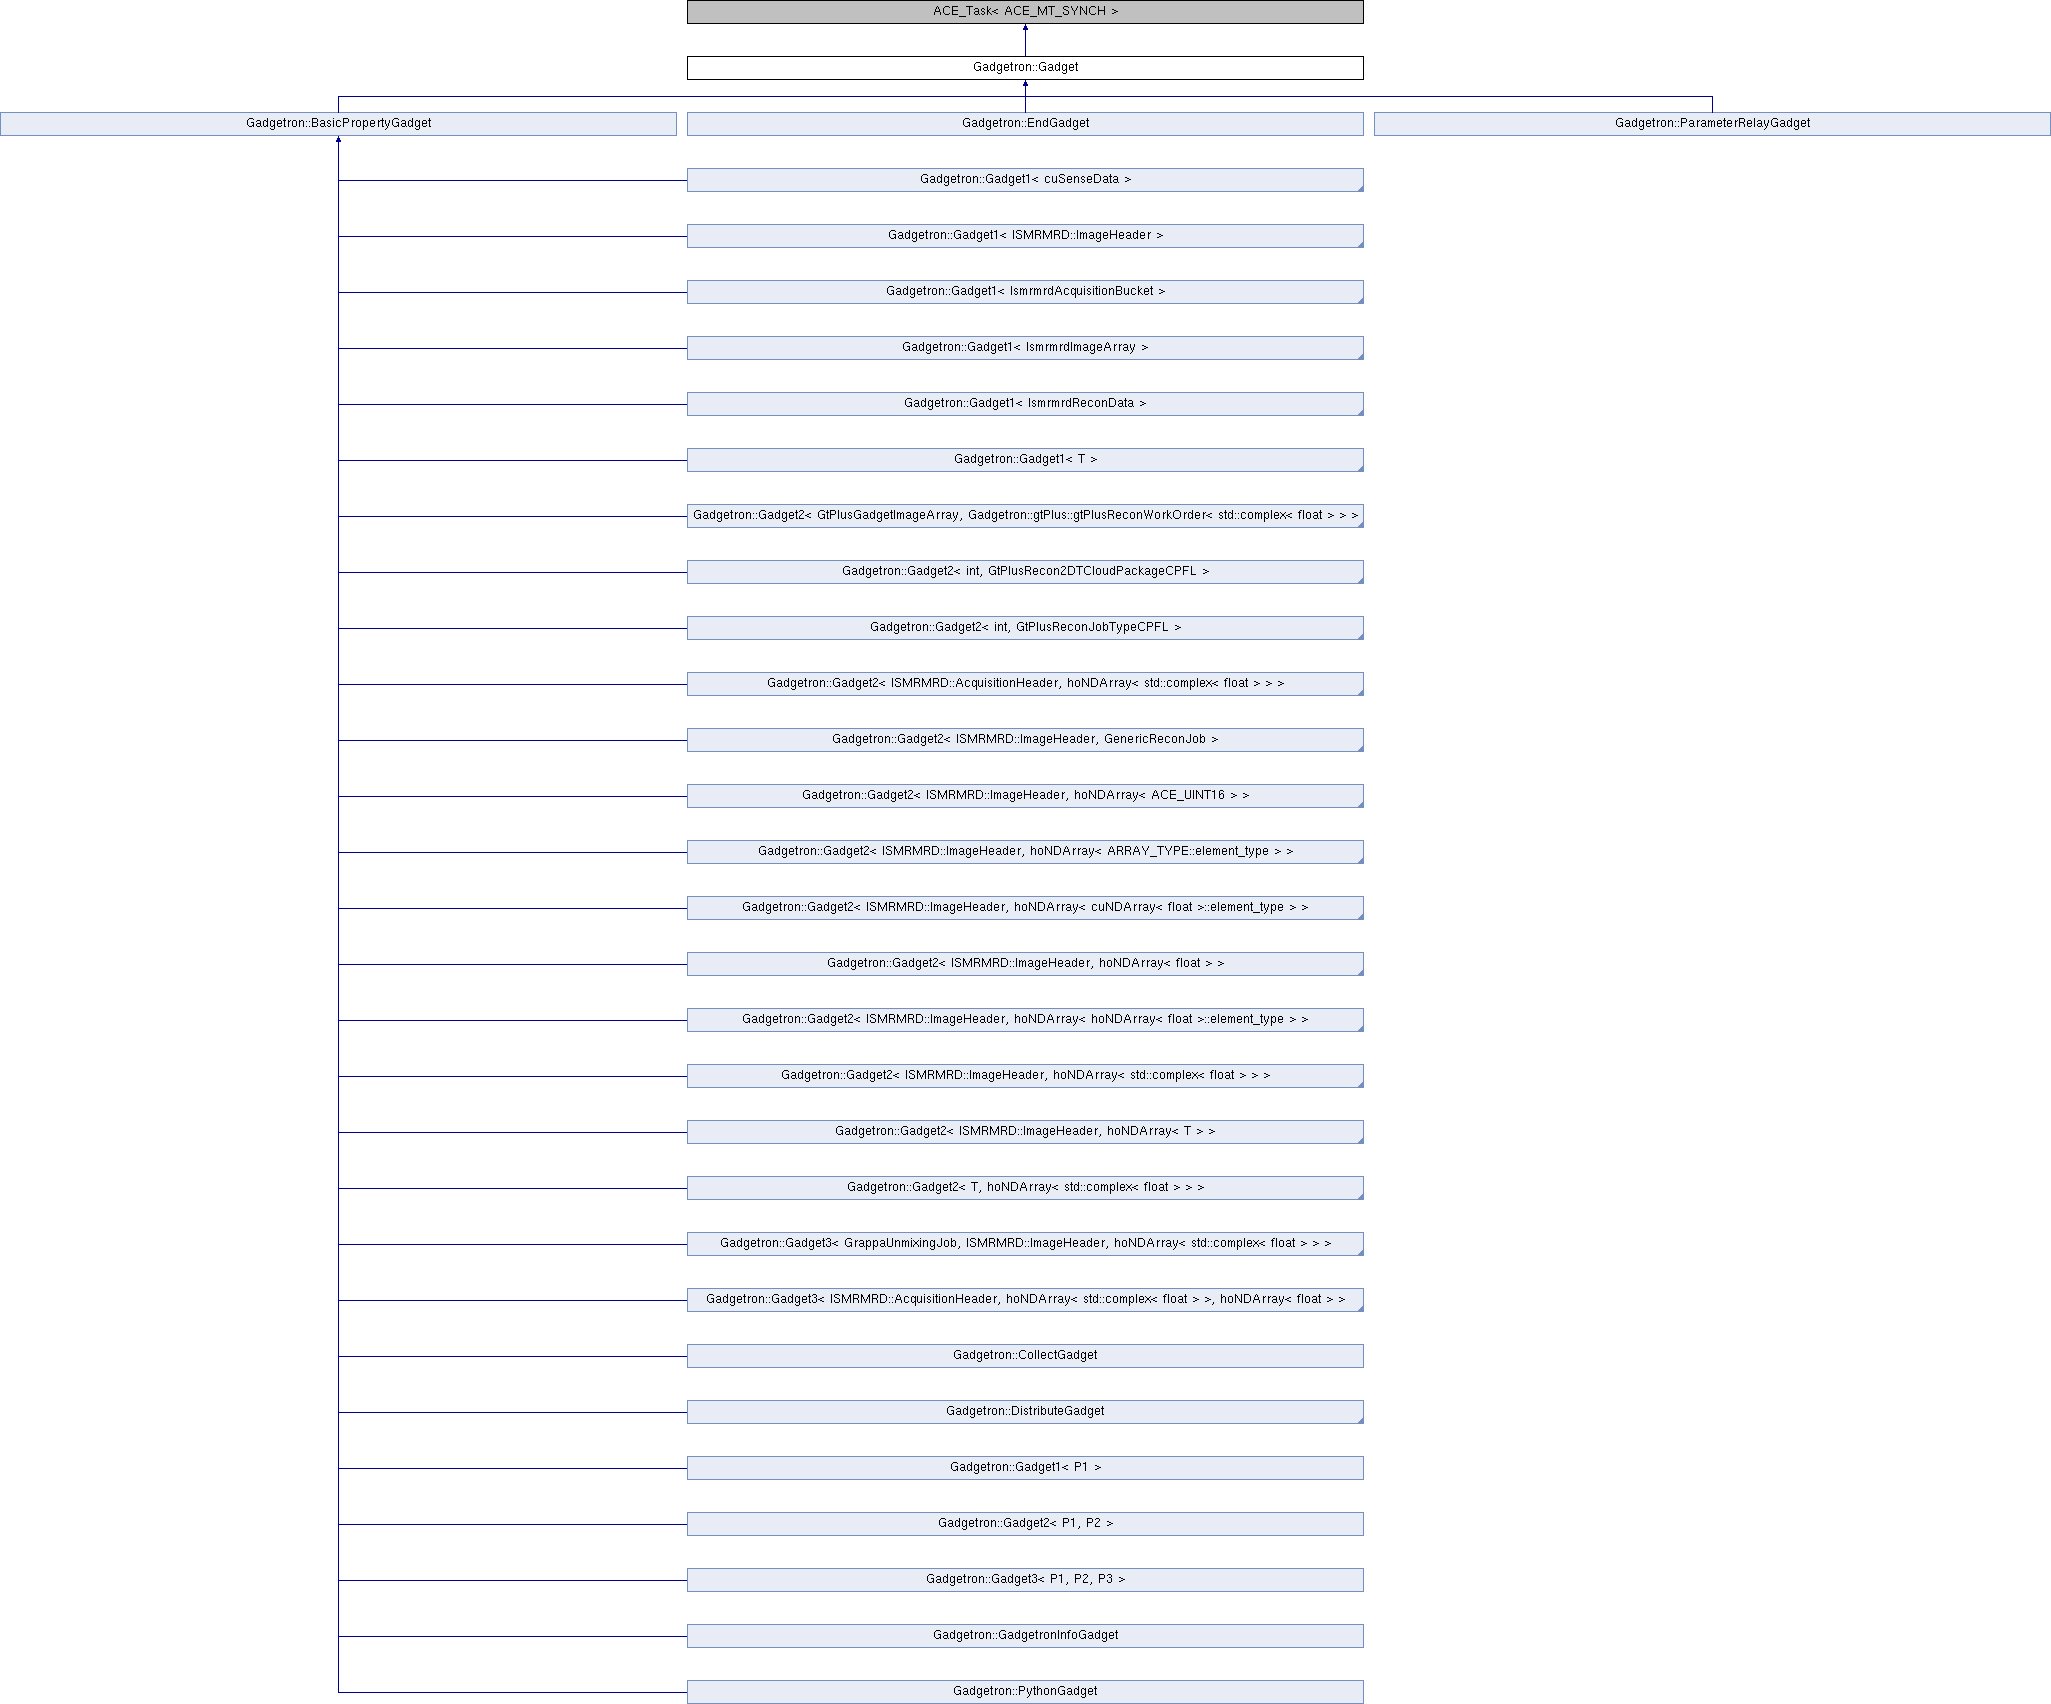 ACE_Task< ACE_MT_SYNCH >
Gadgetron::Gadget
Gadgetron::BasicPropertyGadget
Gadgetron::EndGadget
Gadgetron::ParameterRelayGadget
Gadgetron::Gadget1< cuSenseData >
Gadgetron::Gadget1< ISMRMRD::ImageHeader >
Gadgetron::Gadget1< IsmrmrdAcquisitionBucket >
Gadgetron::Gadget1< IsmrmrdImageArray >
Gadgetron::Gadget1< IsmrmrdReconData >
Gadgetron::Gadget1< T >
Gadgetron::Gadget2< GtPlusGadgetImageArray, Gadgetron::gtPlus::gtPlusReconWorkOrder< std::complex< float > > >
Gadgetron::Gadget2< int, GtPlusRecon2DTCloudPackageCPFL >
Gadgetron::Gadget2< int, GtPlusReconJobTypeCPFL >
Gadgetron::Gadget2< ISMRMRD::AcquisitionHeader, hoNDArray< std::complex< float > > >
Gadgetron::Gadget2< ISMRMRD::ImageHeader, GenericReconJob >
Gadgetron::Gadget2< ISMRMRD::ImageHeader, hoNDArray< ACE_UINT16 > >
Gadgetron::Gadget2< ISMRMRD::ImageHeader, hoNDArray< ARRAY_TYPE::element_type > >
Gadgetron::Gadget2< ISMRMRD::ImageHeader, hoNDArray< cuNDArray< float >::element_type > >
Gadgetron::Gadget2< ISMRMRD::ImageHeader, hoNDArray< float > >
Gadgetron::Gadget2< ISMRMRD::ImageHeader, hoNDArray< hoNDArray< float >::element_type > >
Gadgetron::Gadget2< ISMRMRD::ImageHeader, hoNDArray< std::complex< float > > >
Gadgetron::Gadget2< ISMRMRD::ImageHeader, hoNDArray< T > >
Gadgetron::Gadget2< T, hoNDArray< std::complex< float > > >
Gadgetron::Gadget3< GrappaUnmixingJob, ISMRMRD::ImageHeader, hoNDArray< std::complex< float > > >
Gadgetron::Gadget3< ISMRMRD::AcquisitionHeader, hoNDArray< std::complex< float > >, hoNDArray< float > >
Gadgetron::CollectGadget
Gadgetron::DistributeGadget
Gadgetron::Gadget1< P1 >
Gadgetron::Gadget2< P1, P2 >
Gadgetron::Gadget3< P1, P2, P3 >
Gadgetron::GadgetronInfoGadget
Gadgetron::PythonGadget